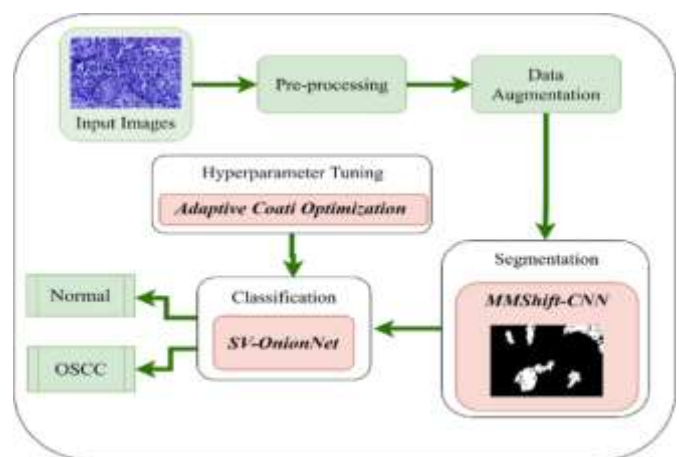 Input Images
Pre-processing
Data
Augmentation
Hyperparameter Tuning
Adaptive Coati Optimization
Segmentation
MMShift-CNN
Classification
SV-OnionNet
Normal
OSCC